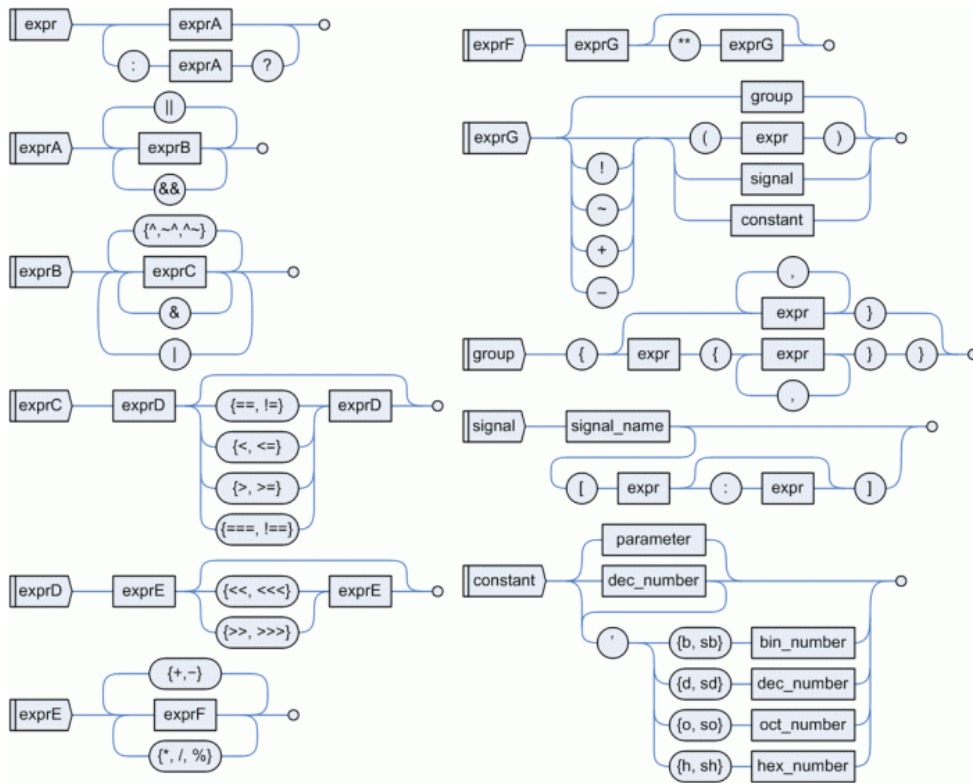 expr
exprA
:
exprA
?
||
exprA
exprB
&&
{^,~^,^~}
exprB
exprC
&
|
exprC
exprD
{==, !=}
exprD
{<, <=}
{>, >=}
{===, !==}
exprD
exprE
{<<, <<<}
exprE
{>>, >>>}
{+,−}
exprE
exprF
{*, /, %}
exprF
exprG
**
exprG
group
exprG
(
expr
)
!
signal
~
constant
+
−
,
expr
}
group
{
expr
{
expr
}
}
,
signal
signal_name
[
expr
:
expr
]
parameter
constant
dec_number
'
{b, sb}
bin_number
{d, sd}
dec_number
{o, so}
oct_number
{h, sh}
hex_number